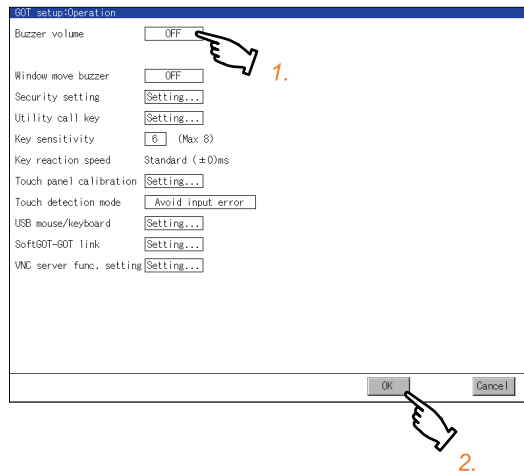 GOT setup:Operation
Buzzer volume OFF
1.
Window move buzzer OFF
Security setting Setting...
Utility call key Setting...
Key sensitivity 6 (Max 8)
Key reaction speed Standard (±0)ms
Touch panel calibration Setting...
Touch detection mode Avoid input error
USB mouse/keyboard Setting...
SoftGOT-GOT link Setting...
VNC server func. setting Setting...
OK Cancel
2.